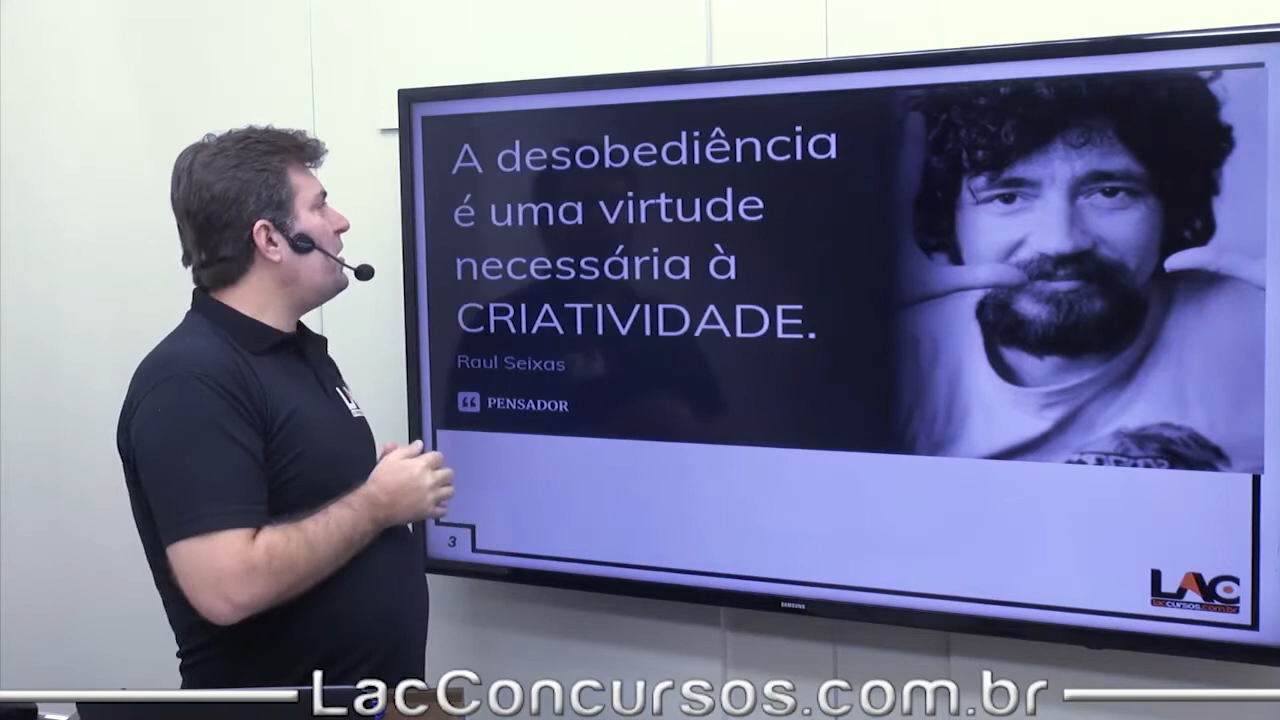 A desobediência
é uma virtude
necessária à
CRIATIVIDADE.
Raul Seixas
PENSADOR
3
LAC
laccursos.com.br
SAMSUNG
LacConcursos.com.br